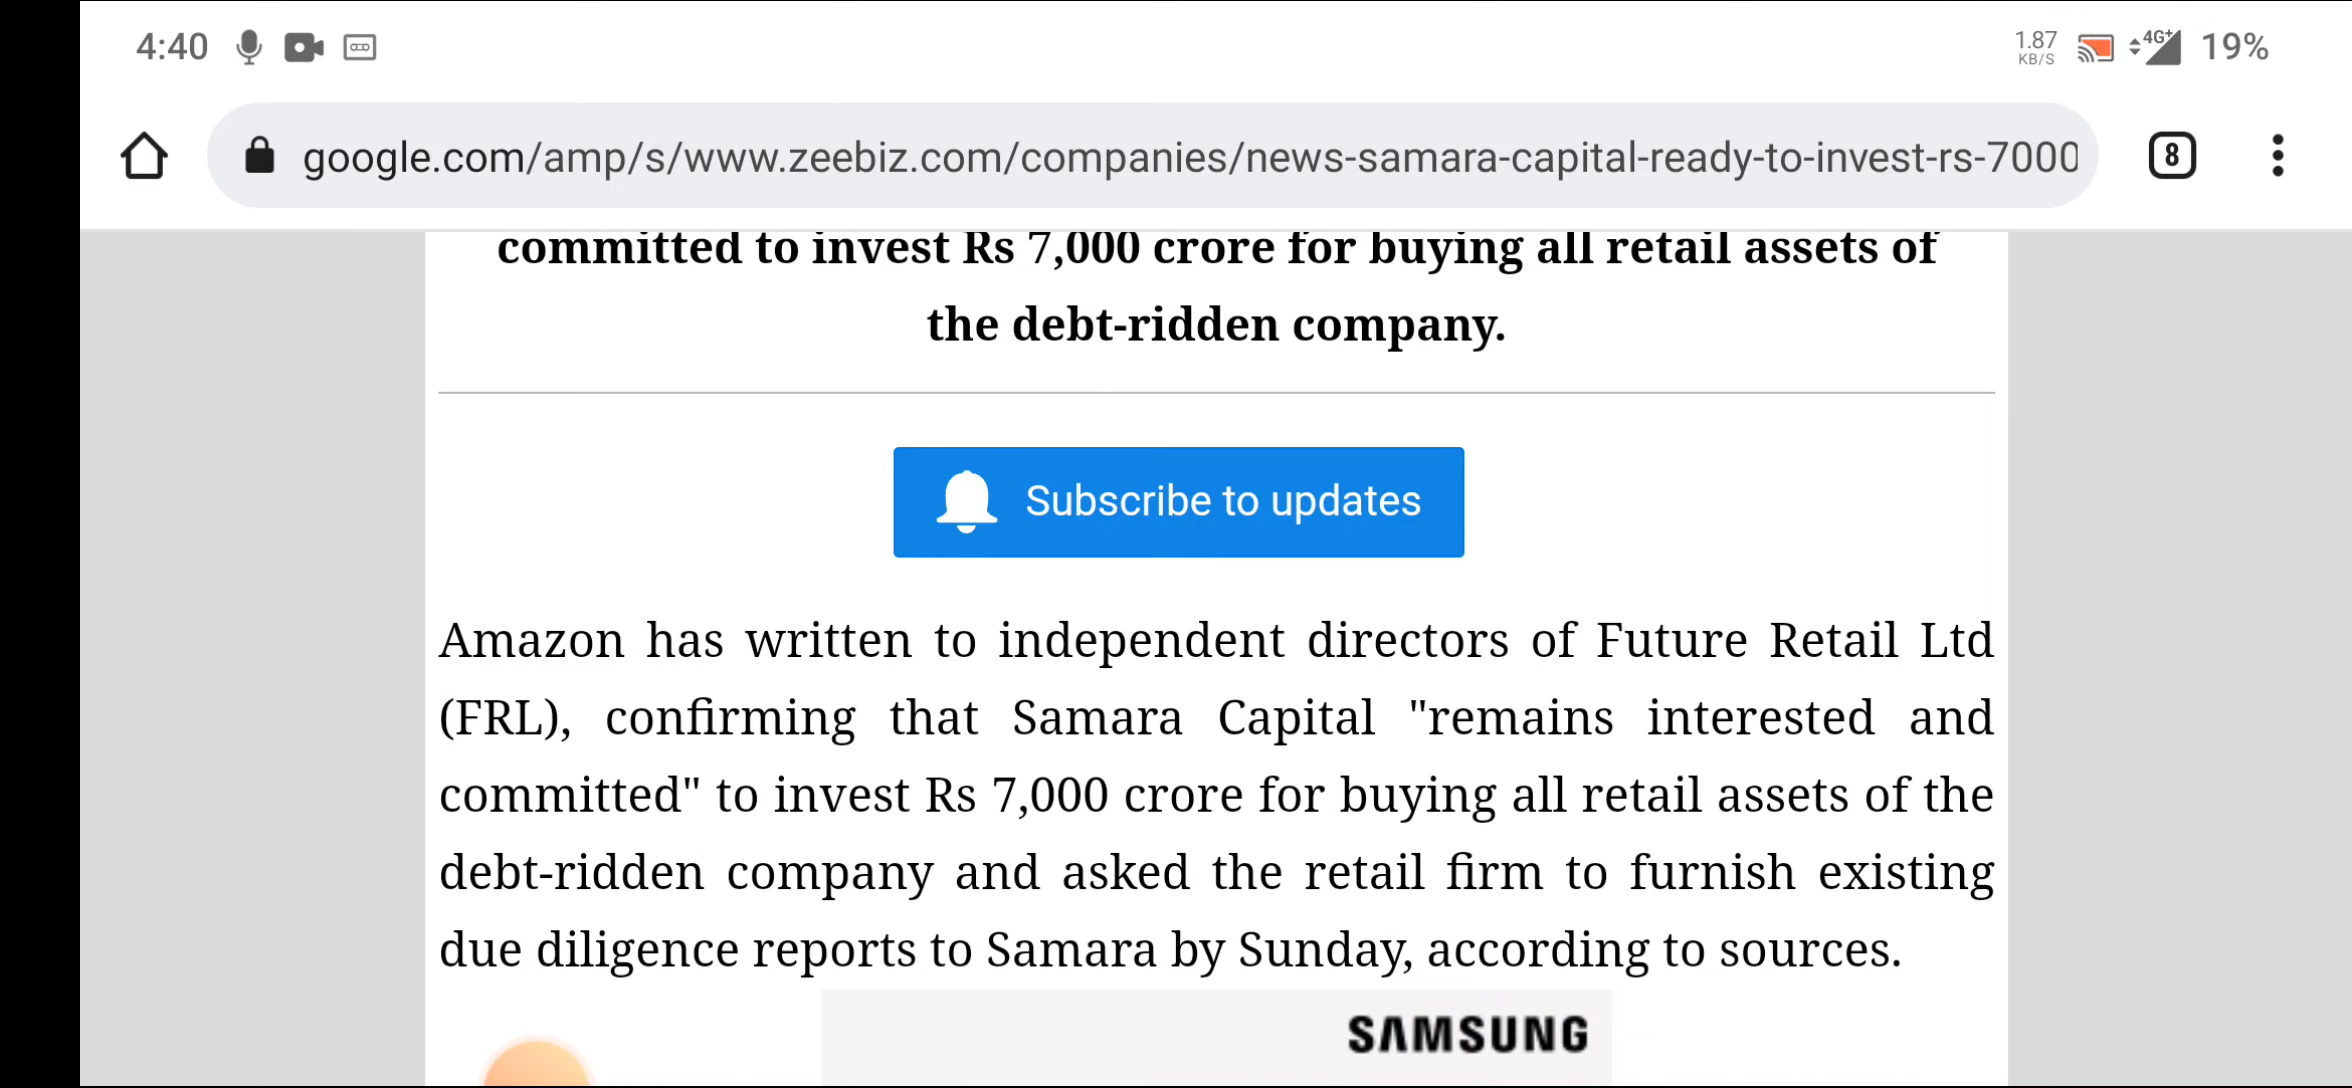 4:40
1.87
KB/S
4G+
19%
google.com/amp/s/www.zeebiz.com/companies/news-samara-capital-ready-to-invest-rs-7000
8
committed to invest Rs 7,000 crore for buying all retail assets of
the debt-ridden company.
Subscribe to updates
Amazon has written to independent directors of Future Retail Ltd
(FRL), confirming that Samara Capital "remains interested and
committed" to invest Rs 7,000 crore for buying all retail assets of the
debt-ridden company and asked the retail firm to furnish existing
due diligence reports to Samara by Sunday, according to sources.
SAMSUNG